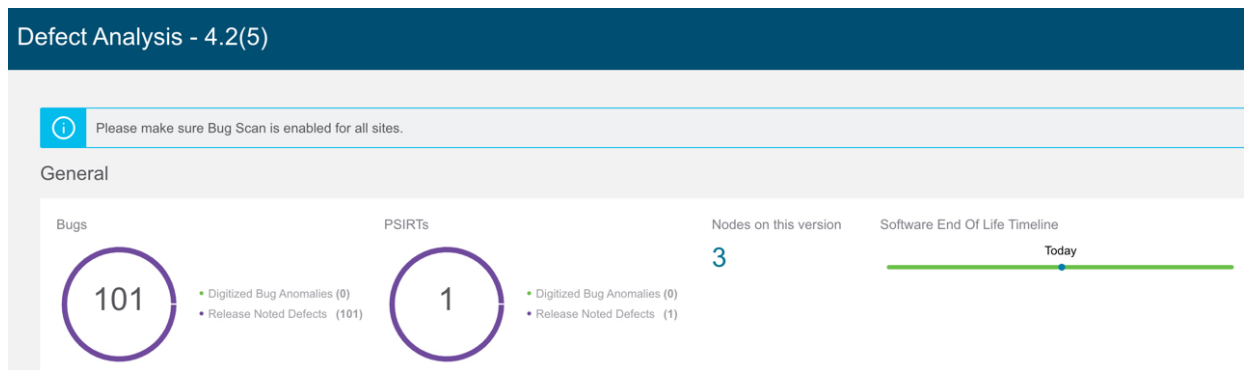 Defect Analysis - 4.2(5)
Please make sure Bug Scan is enabled for all sites.
General
Bugs
101
• Digitized Bug Anomalies (0)
• Release Noted Defects (101)
PSIRTs
1
• Digitized Bug Anomalies (0)
• Release Noted Defects (1)
Nodes on this version
3
Software End Of Life Timeline
Today